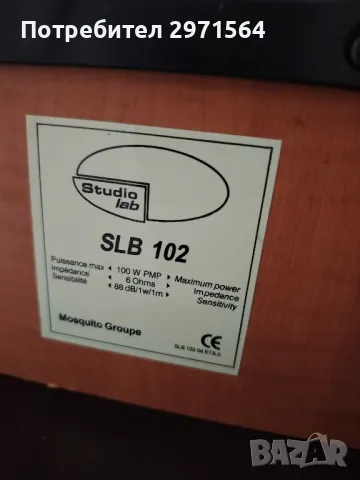 Потребител 2971564
Studio
lab
SLB 102
Puissance max ◄ 100 W PMP ► Maximum power
Impédance ◄ 6 Ohms ► Impedance
Sensibilité ◄ 88 dB/1w/1m ► Sensitivity
Mosquito Groupe
CE
BAZAR